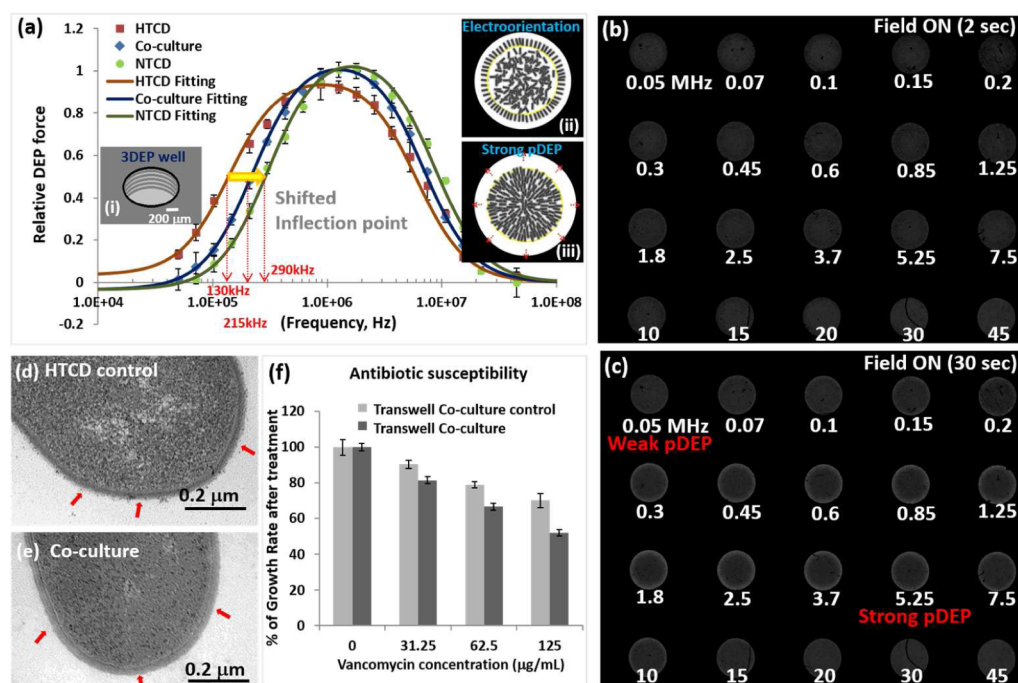 (a)
HTCD
Co-culture
NTCD
HTCD Fitting
Co-culture Fitting
NTCD Fitting
Relative DEP force
1.2
1
0.8
0.6
0.4
0.2
0
-0.2
3DEP well
(i)
200 μm
Shifted
Inflection point
130kHz
215kHz
290kHz
1.0E+04
1.0E+05
1.0E+06
1.0E+07
1.0E+08
(Frequency, Hz)
Electroorientation
(ii)
Strong pDEP
(iii)
(b)
Field ON (2 sec)
0.05 MHz 0.07 0.1 0.15 0.2
0.3 0.45 0.6 0.85 1.25
1.8 2.5 3.7 5.25 7.5
10 15 20 30 45
(c)
Field ON (30 sec)
0.05 MHz 0.07 0.1 0.15 0.2
Weak pDEP
0.3 0.45 0.6 0.85 1.25
1.8 2.5 3.7 5.25 7.5
Strong pDEP
10 15 20 30 45
(d) HTCD control
0.2 μm
(e) Co-culture
0.2 μm
(f)
Antibiotic susceptibility
Transwell Co-culture control
Transwell Co-culture
% of Growth Rate after treatment
120
100
80
60
40
20
0
0 31.25 62.5 125
Vancomycin concentration (μg/mL)